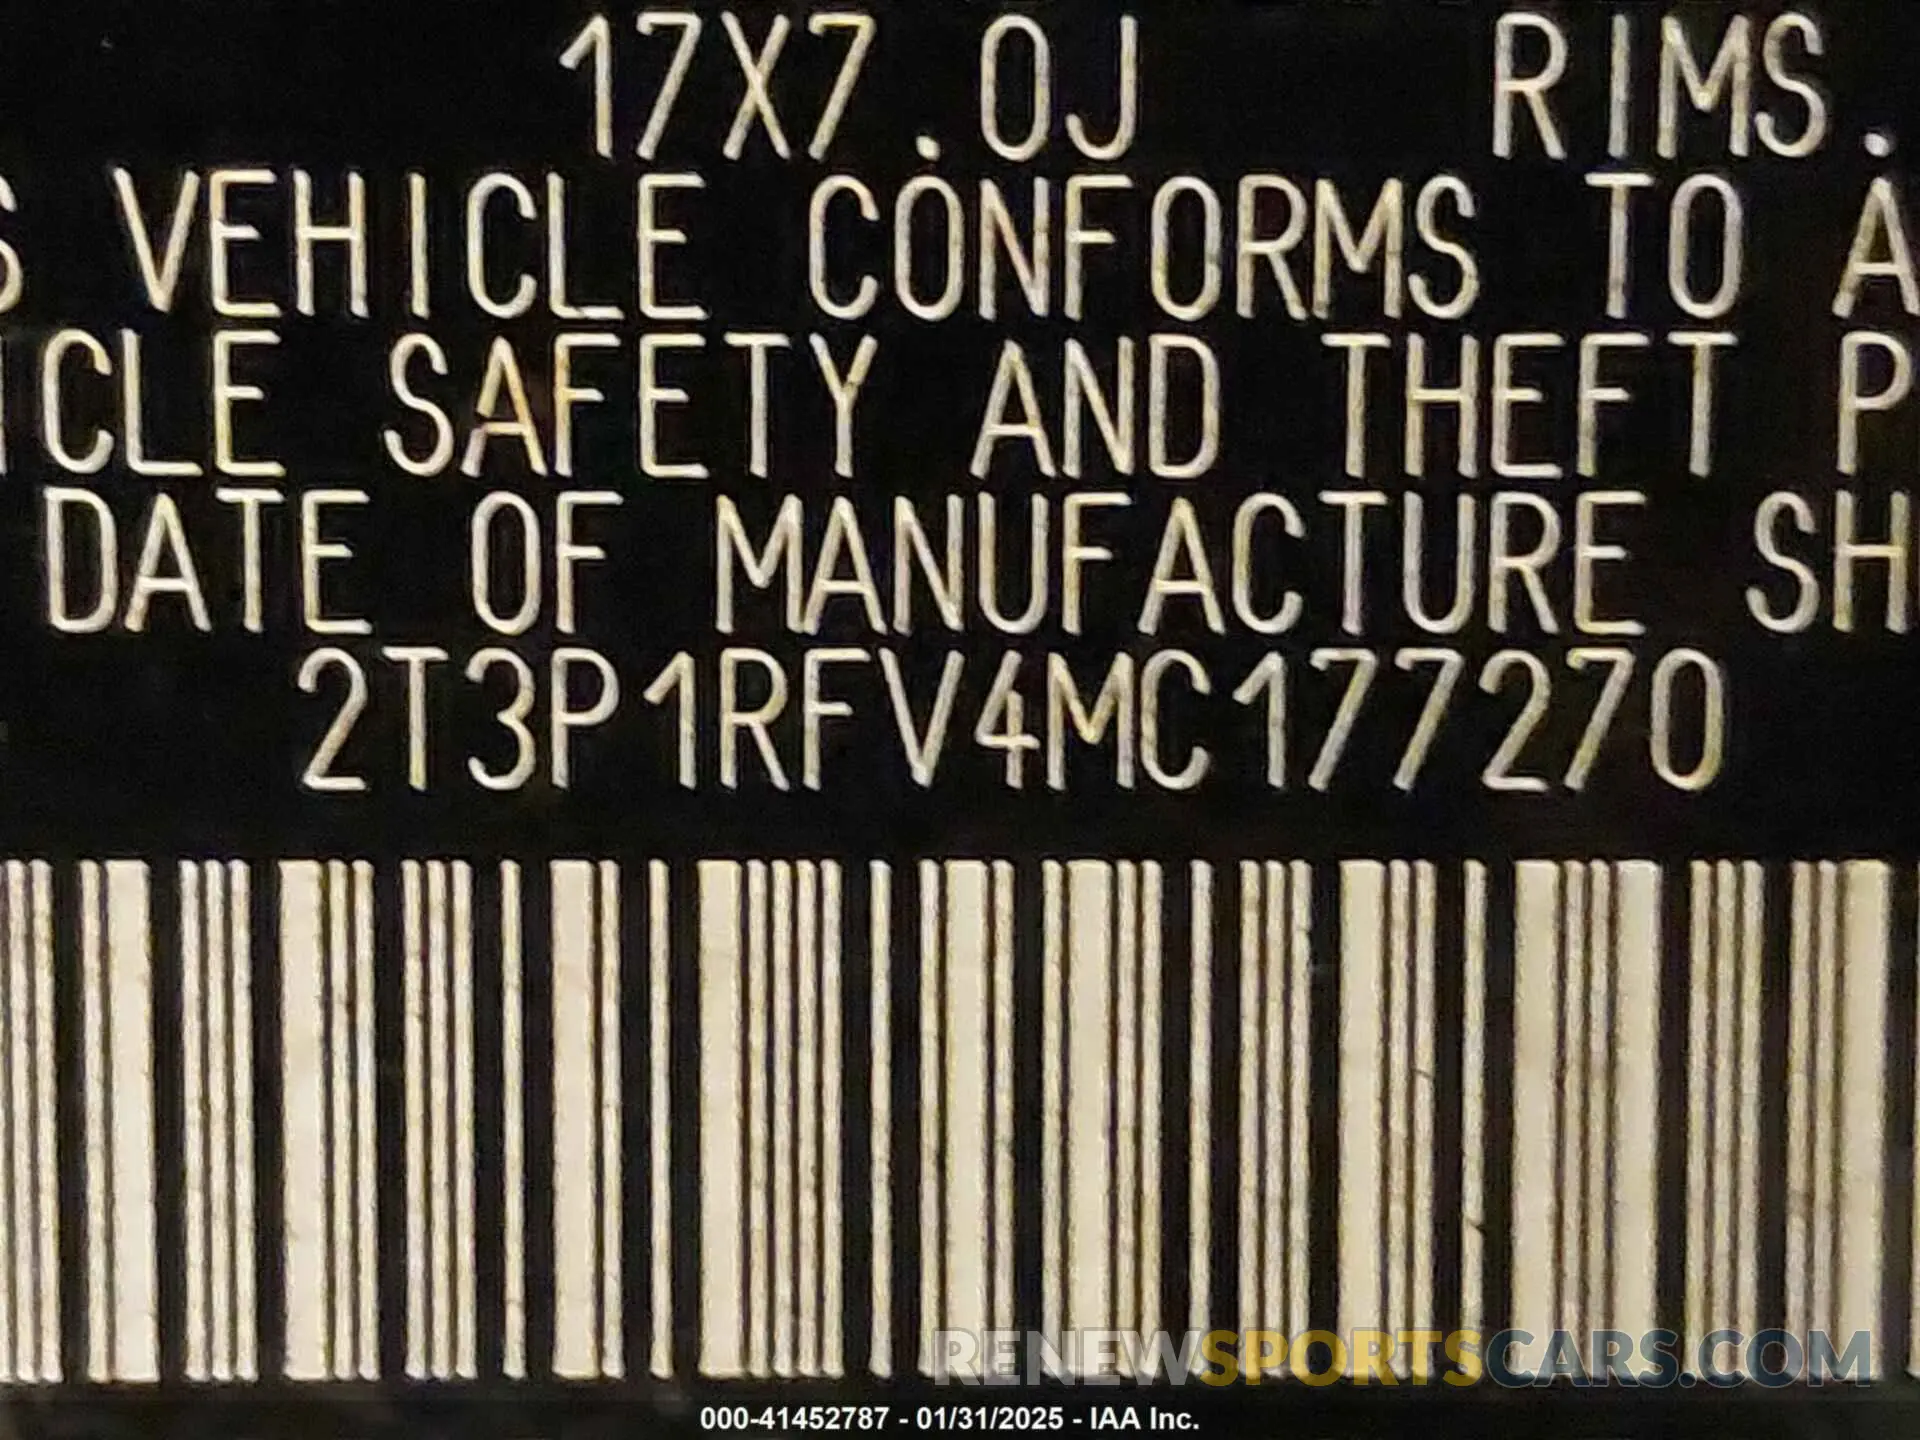 17X7.0J RIMS.
S VEHICLE CONFORMS TO A
ICLE SAFETY AND THEFT P
DATE OF MANUFACTURE SH
2T3P1RFV4MC177270
RENEWSPORTSCARS.COM
000-41452787 - 01/31/2025 - IAA Inc.